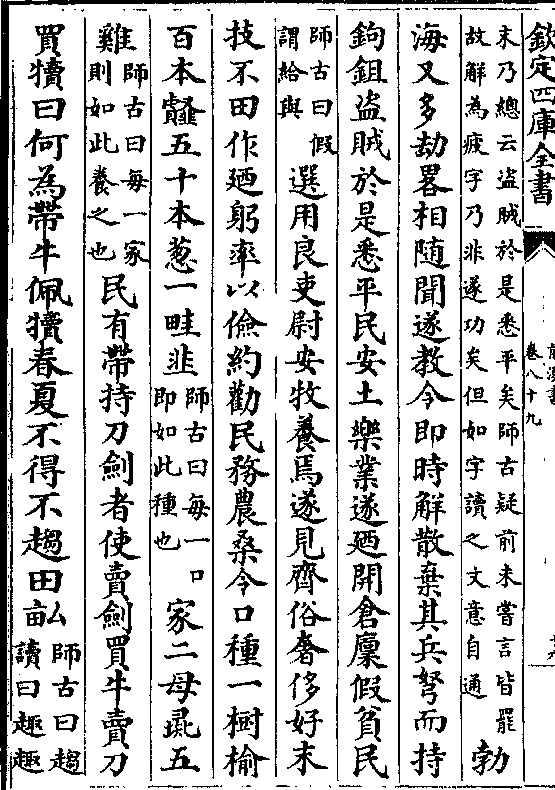 欽定四庫全書
前漢書
卷八十九
末乃總云盜賊於是悉平矣師古疑前未嘗言皆罷
故解為疲字乃非遂功矣但如字讀之文意自通
勃
海又多劫畧相隨聞遂教令即時解散棄其兵弩而持
鉤鉏盜賊於是悉平民安土樂業遂廼開倉廩假貧民
師古曰假
謂給與
選用良吏尉安牧養焉遂見齊俗奢侈好末
技不田作廼躬率以儉約勸民務農桑令口種一樹榆
百本䪥五十本葱一畦韭
師古曰每一口
即如此種也
家二母彘五
雞
師古曰每一家
則如此養之也
民有帶持刀劍者使賣劍買牛賣刀
買犢曰何為帶牛佩犢春夏不得不趨田畝
師古曰趨
讀曰趣趣